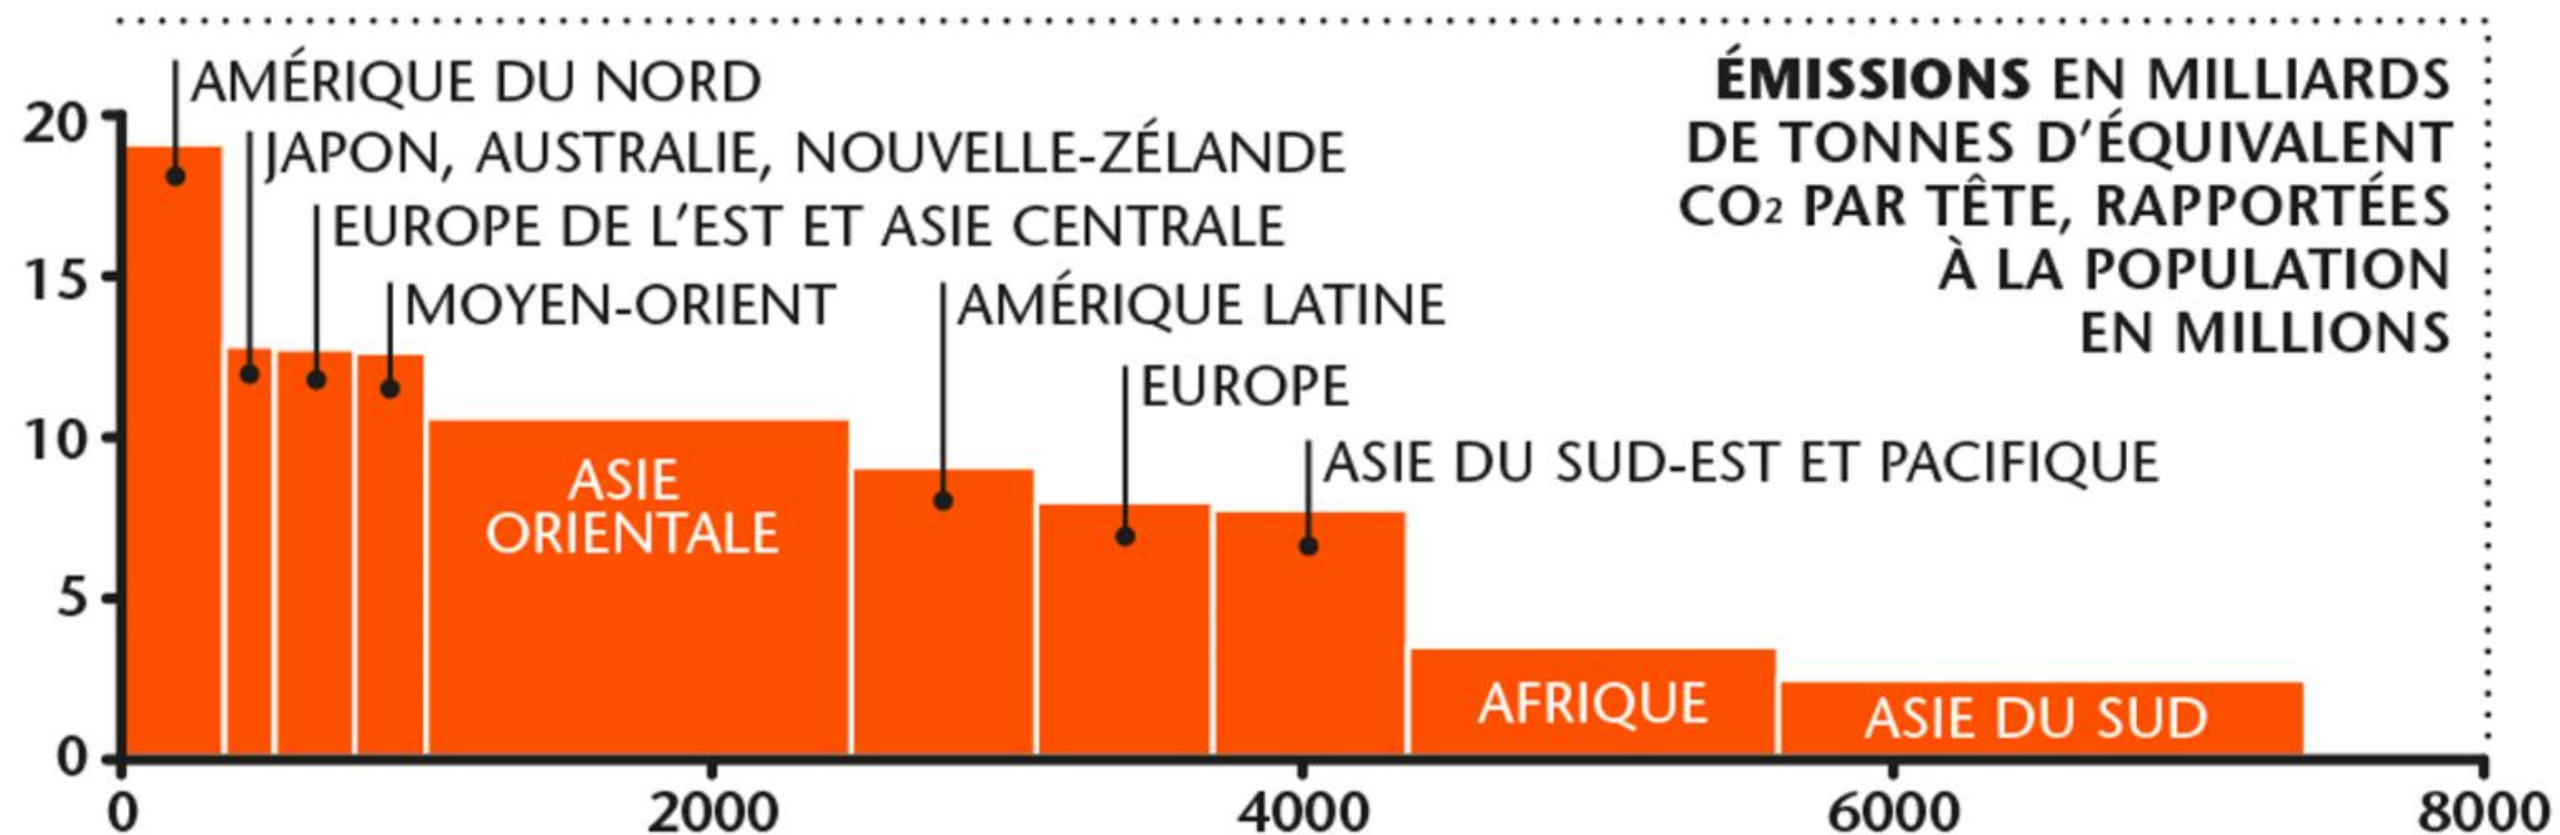 ÉMISSIONS EN MILLIARDS
DE TONNES D’ÉQUIVALENT
CO₂ PAR TÊTE, RAPPORTÉES
À LA POPULATION
EN MILLIONS
AMÉRIQUE DU NORD
JAPON, AUSTRALIE, NOUVELLE-ZÉLANDE
EUROPE DE L’EST ET ASIE CENTRALE
MOYEN-ORIENT
AMÉRIQUE LATINE
EUROPE
ASIE DU SUD-EST ET PACIFIQUE
ASIE
ORIENTALE
AFRIQUE
ASIE DU SUD
20
15
10
5
0
0 2000 4000 6000 8000